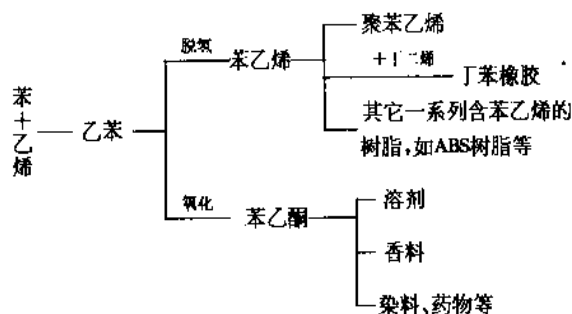 苯+乙烯
乙苯
脱氢
苯乙烯
聚苯乙烯
+丁二烯
丁苯橡胶
其它一系列含苯乙烯的
树脂,如ABS树脂等
氧化
苯乙酮
溶剂
香料
染料、药物等